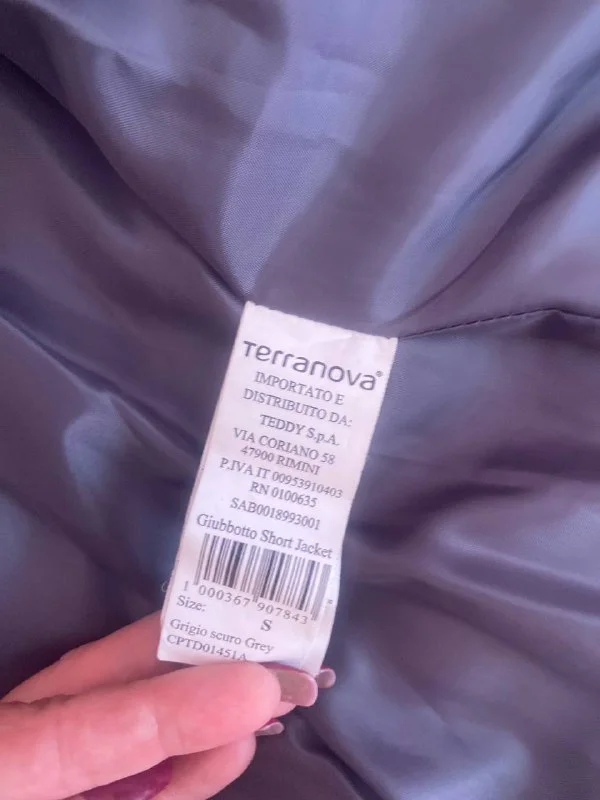 Terranova®
IMPORTATO E
DISTRIBUITO DA:
TEDDY S.p.A.
VIA CORIANO 58
47900 RIMINI
P.IVA IT 00953910403
RN 0100635
SAB0018993001
Giubbotto Short Jacket
1 000367 907843
Size:
S
Grigio scuro Grey
CPTD01451A